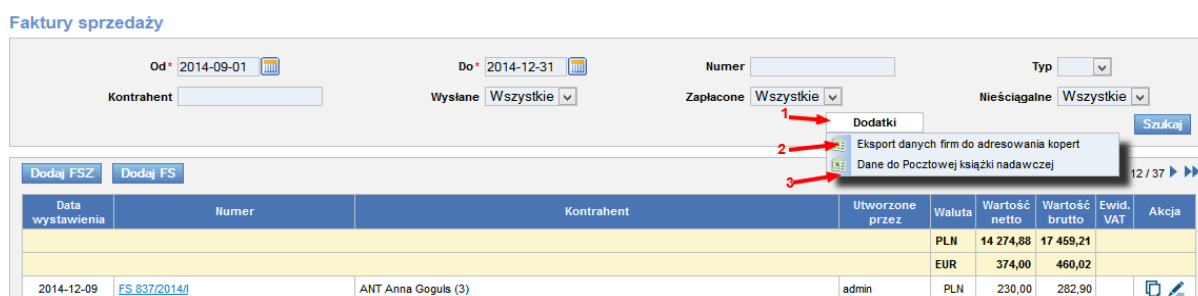 Faktury sprzedaży
Od* 2014-09-01 Do* 2014-12-31 Numer Typ
Kontrahent Wysłane Wszystkie Zapłacone Wszystkie Nieściągalne Wszystkie
1 Dodatki Szukaj
2 Eksport danych firm do adresowania kopert
Dane do Pocztowej książki nadawczej
3
Dodaj FSZ Dodaj FS 12 / 37
Data wystawienia Numer Kontrahent Utworzone przez Waluta Wartość netto Wartość brutto Ewid. VAT Akcja
PLN 14 274,88 17 459,21
EUR 374,00 460,02
2014-12-09 FS 837/2014/I ANT Anna Goguls (3) admin PLN 230,00 282,90